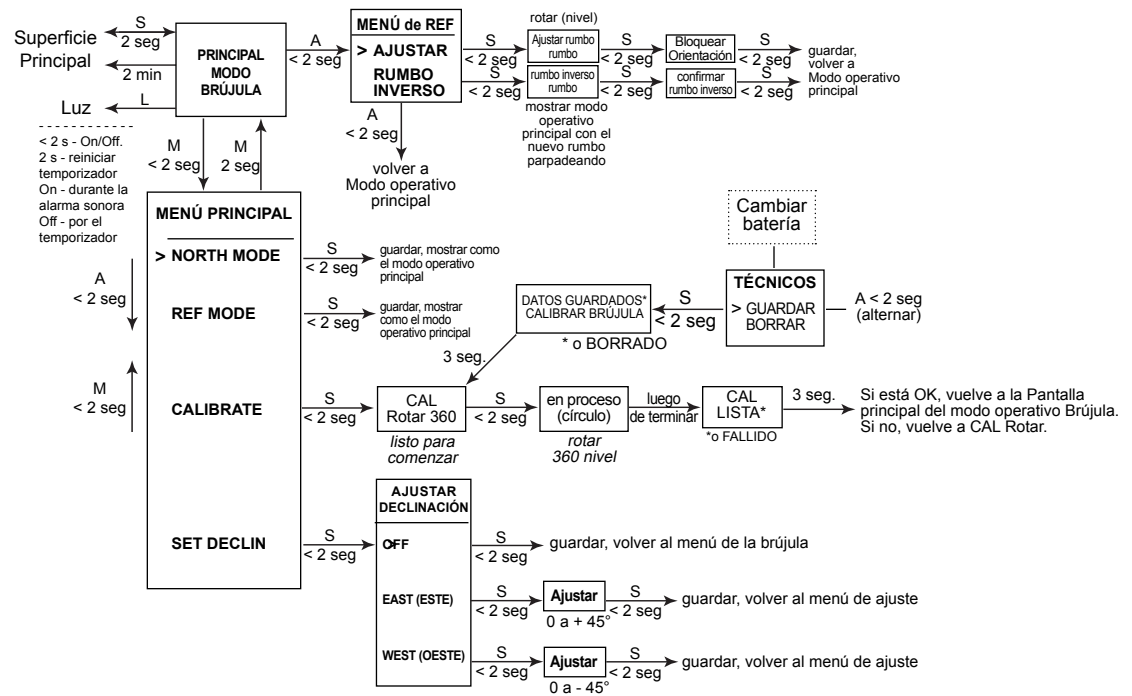 Superficie
Principal
S
2 seg
2 min
Luz
L
PRINCIPAL
MODO
BRÚJULA
A
< 2 seg
MENÚ de REF
> AJUSTAR
RUMBO
INVERSO
S
< 2 seg
S
< 2 seg
rotar (nivel)
Ajustar rumbo
rumbo
rumbo inverso
rumbo
mostrar modo
operativo
principal con el
nuevo rumbo
parpadeando
S
< 2 seg
S
< 2 seg
Bloquear
Orientación
confirmar
rumbo inverso
S
< 2 seg
S
< 2 seg
guardar,
volver a
Modo operativo
principal
A
< 2 seg
volver a
Modo operativo
principal
< 2 s - On/Off.
2 s - reiniciar
temporizador
On - durante la
alarma sonora
Off - por el
temporizador
M
< 2 seg
M
2 seg
A
< 2 seg
M
< 2 seg
MENÚ PRINCIPAL
> NORTH MODE
S
< 2 seg
guardar, mostrar como
el modo operativo
principal
REF MODE
S
< 2 seg
guardar, mostrar
como el modo
operativo principal
Cambiar
batería
TÉCNICOS
> GUARDAR
BORRAR
A < 2 seg
(alternar)
S
< 2 seg
DATOS GUARDADOS*
CALIBRAR BRÚJULA
* o BORRADO
3 seg.
CALIBRATE
S
< 2 seg
CAL
Rotar 360
listo para
comenzar
S
< 2 seg
en proceso
(círculo)
rotar
360 nivel
luego
de terminar
CAL
LISTA*
*o FALLIDO
3 seg.
Si está OK, vuelve a la Pantalla
principal del modo operativo Brújula.
Si no, vuelve a CAL Rotar.
SET DECLIN
S
< 2 seg
AJUSTAR
DECLINACIÓN
>OFF
S
< 2 seg
guardar, volver al menú de la brújula
EAST (ESTE)
S
< 2 seg
Ajustar
0 a + 45°
S
< 2 seg
guardar, volver al menú de ajuste
WEST (OESTE)
S
< 2 seg
Ajustar
0 a - 45°
S
< 2 seg
guardar, volver al menú de ajuste